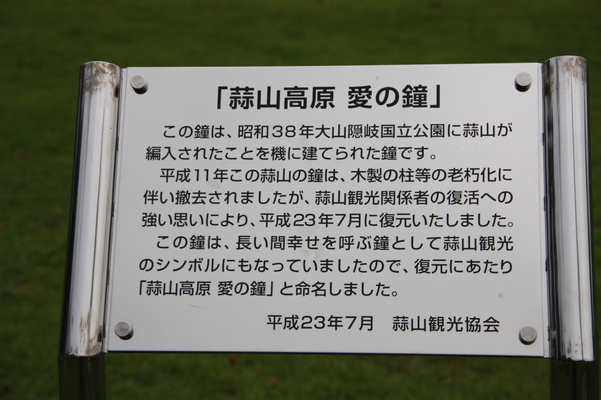 「蒜山高原 愛の鐘」
この鐘は、昭和38年大山隠岐国立公園に蒜山が
編入されたことを機に建てられた鐘です。
平成11年この蒜山の鐘は、木製の柱等の老朽化に
伴い撤去されましたが、蒜山観光関係者の復活への
強い思いにより、平成23年7月に復元いたしました。
この鐘は、長い間幸せを呼ぶ鐘として蒜山観光
のシンボルにもなっていましたので、復元にあたり
「蒜山高原 愛の鐘」と命名しました。
平成23年7月 蒜山観光協会